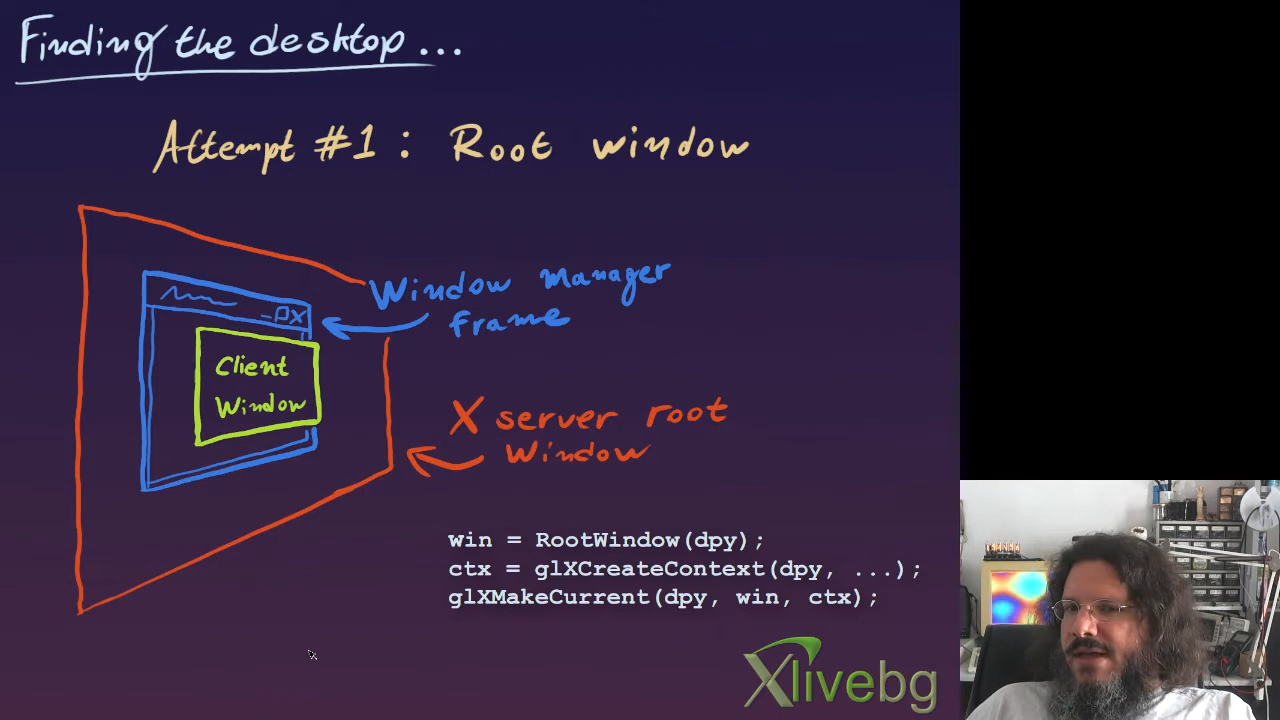 Finding the desktop...
Attempt #1: Root window
Window manager
frame
- □ X
Client
Window
X server root
Window
win = RootWindow(dpy);
ctx = glXCreateContext(dpy, ...);
glXMakeCurrent(dpy, win, ctx);
Xlivebg